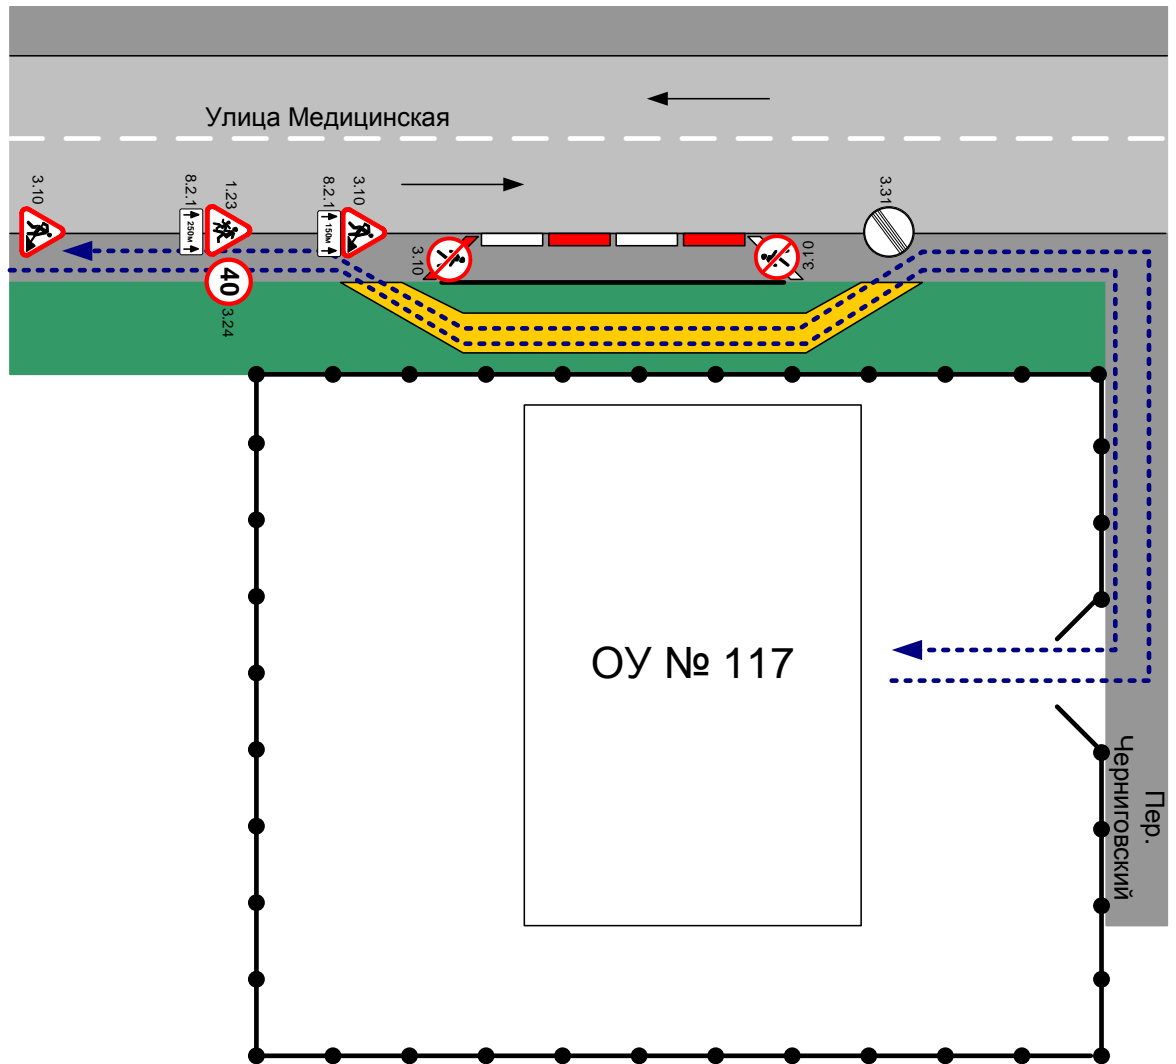 Улица Медицинская
3.10
8.2.1
250м
1.23
40
3.24
8.2.1
150м
3.10
3.10
3.10
3.31
ОУ № 117
Пер.
Черниговский